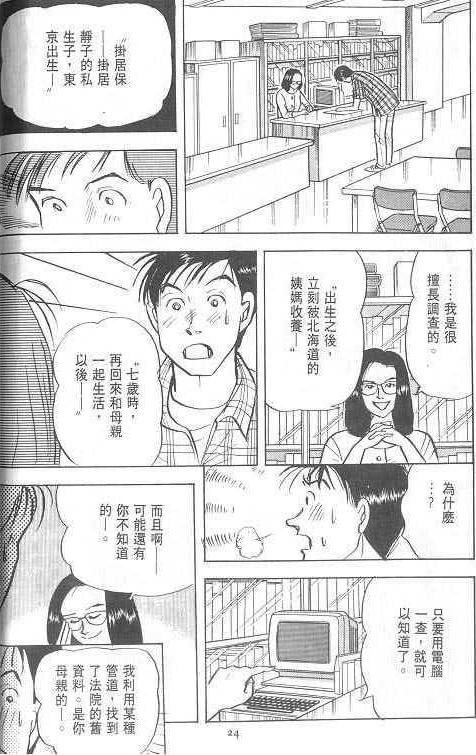 “掛居保
——掛居
靜子的私
生子，東
京出生—”
……我是很
擅長調查的。
“出生之後，
立刻被北海道的
姨媽收養—”
“七歲時，
再回來和母親
一起生活，
以後——”
為什麼
…？
只要用電腦
一查，就可
以知道了。
而且啊——
可能還有
你不知道
的—。
我利用某種
管道，找到
了法院的舊
資料。是你
母親的—。
24